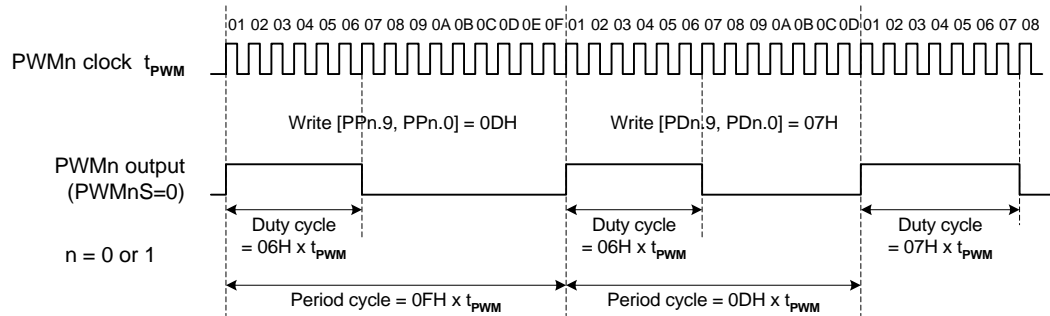 01 02 03 04 05 06 07 08 09 0A 0B 0C 0D 0E 0F 01 02 03 04 05 06 07 08 09 0A 0B 0C 0D 01 02 03 04 05 06 07 08
PWMn clock tPWM
Write [PPn.9, PPn.0] = 0DH
Write [PDn.9, PDn.0] = 07H
PWMn output
(PWMnS=0)
Duty cycle
= 06H x tPWM
Duty cycle
= 06H x tPWM
Duty cycle
= 07H x tPWM
n = 0 or 1
Period cycle = 0FH x tPWM
Period cycle = 0DH x tPWM